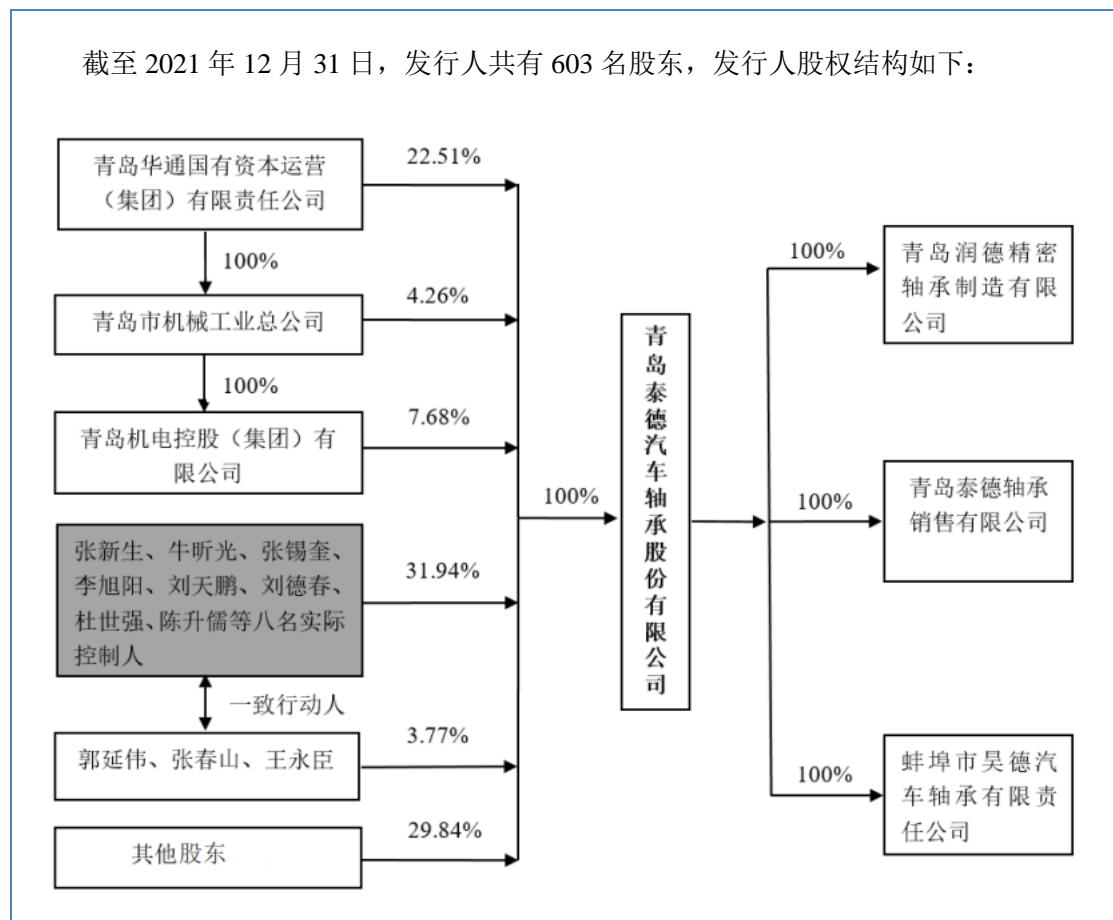 截至 2021 年 12 月 31 日，发行人共有 603 名股东，发行人股权结构如下：
青岛华通国有资本运营
（集团）有限责任公司
22.51%
100%
青岛市机械工业总公司
4.26%
100%
青岛机电控股（集团）有
限公司
7.68%
张新生、牛昕光、张锡奎、
李旭阳、刘天鹏、刘德春、
杜世强、陈升儒等八名实际
控制人
31.94%
一致行动人
郭延伟、张春山、王永臣
3.77%
其他股东
29.84%
100%
青岛泰德汽车轴承股份有限公司
100%
青岛润德精密
轴承制造有限
公司
100%
青岛泰德轴承
销售有限公司
100%
蚌埠市昊德汽
车轴承有限责
任公司